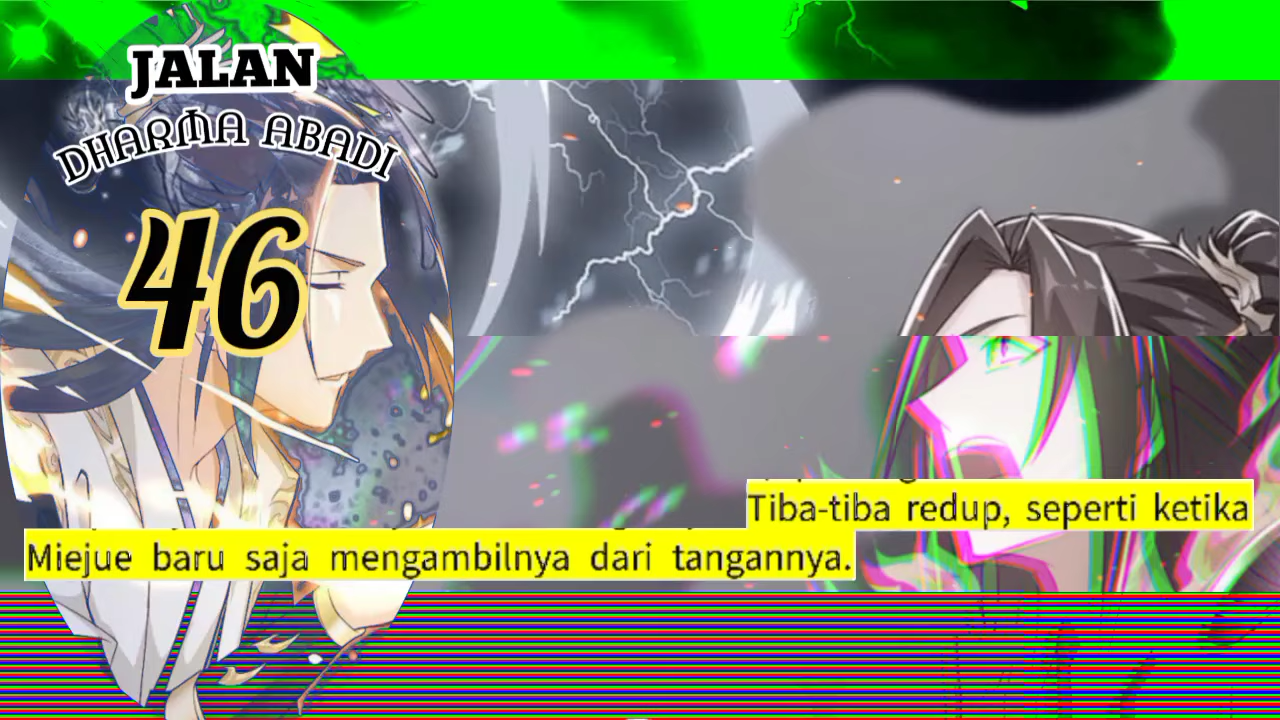 JALAN
DHARMA ABADI
46
Tiba-tiba redup, seperti ketika
Miejue baru saja mengambilnya dari tangannya.